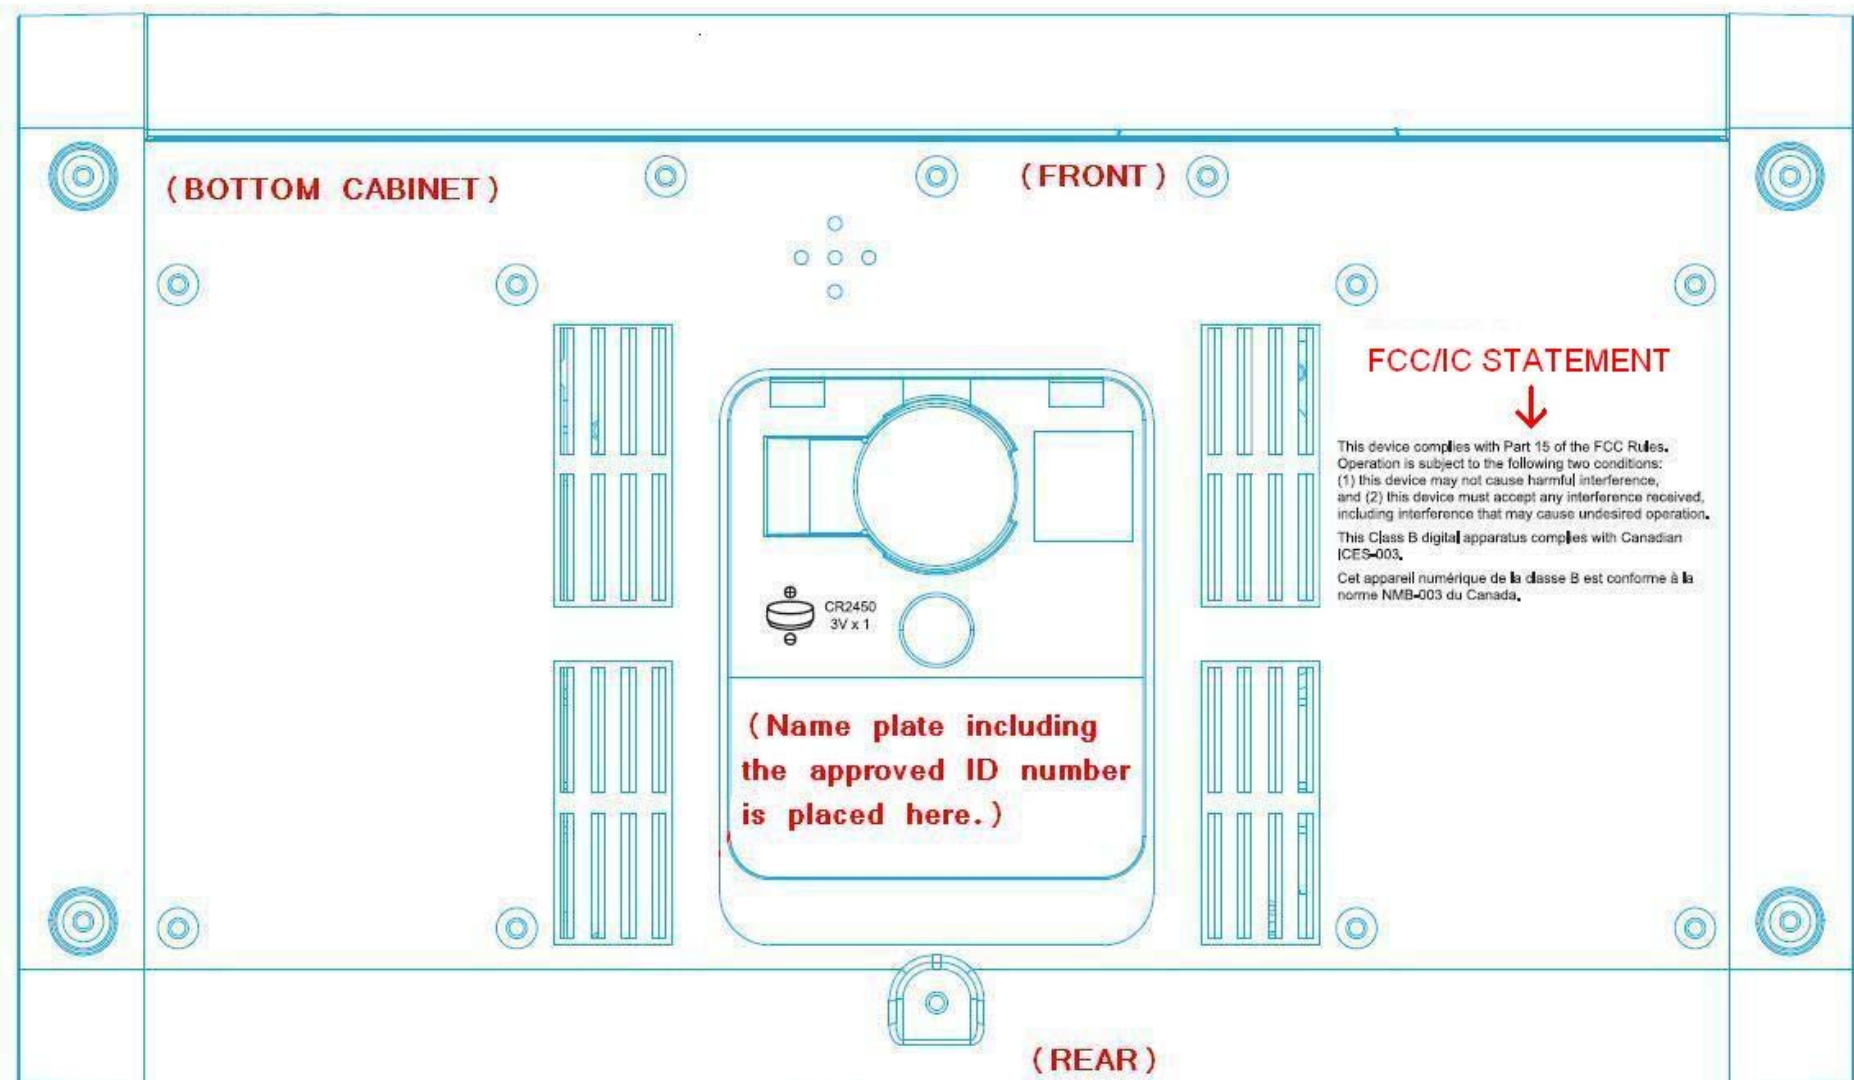 (BOTTOM CABINET)
(FRONT)
FCC/IC STATEMENT
This device complies with Part 15 of the FCC Rules.
Operation is subject to the following two conditions:
(1) this device may not cause harmful interference,
and (2) this device must accept any interference received,
including interference that may cause undesired operation.
This Class B digital apparatus complies with Canadian
ICES-003.
Cet appareil numérique de la classe B est conforme à la
norme NMB-003 du Canada.
CR2450
3V x 1
(Name plate including
the approved ID number
is placed here.)
(REAR)